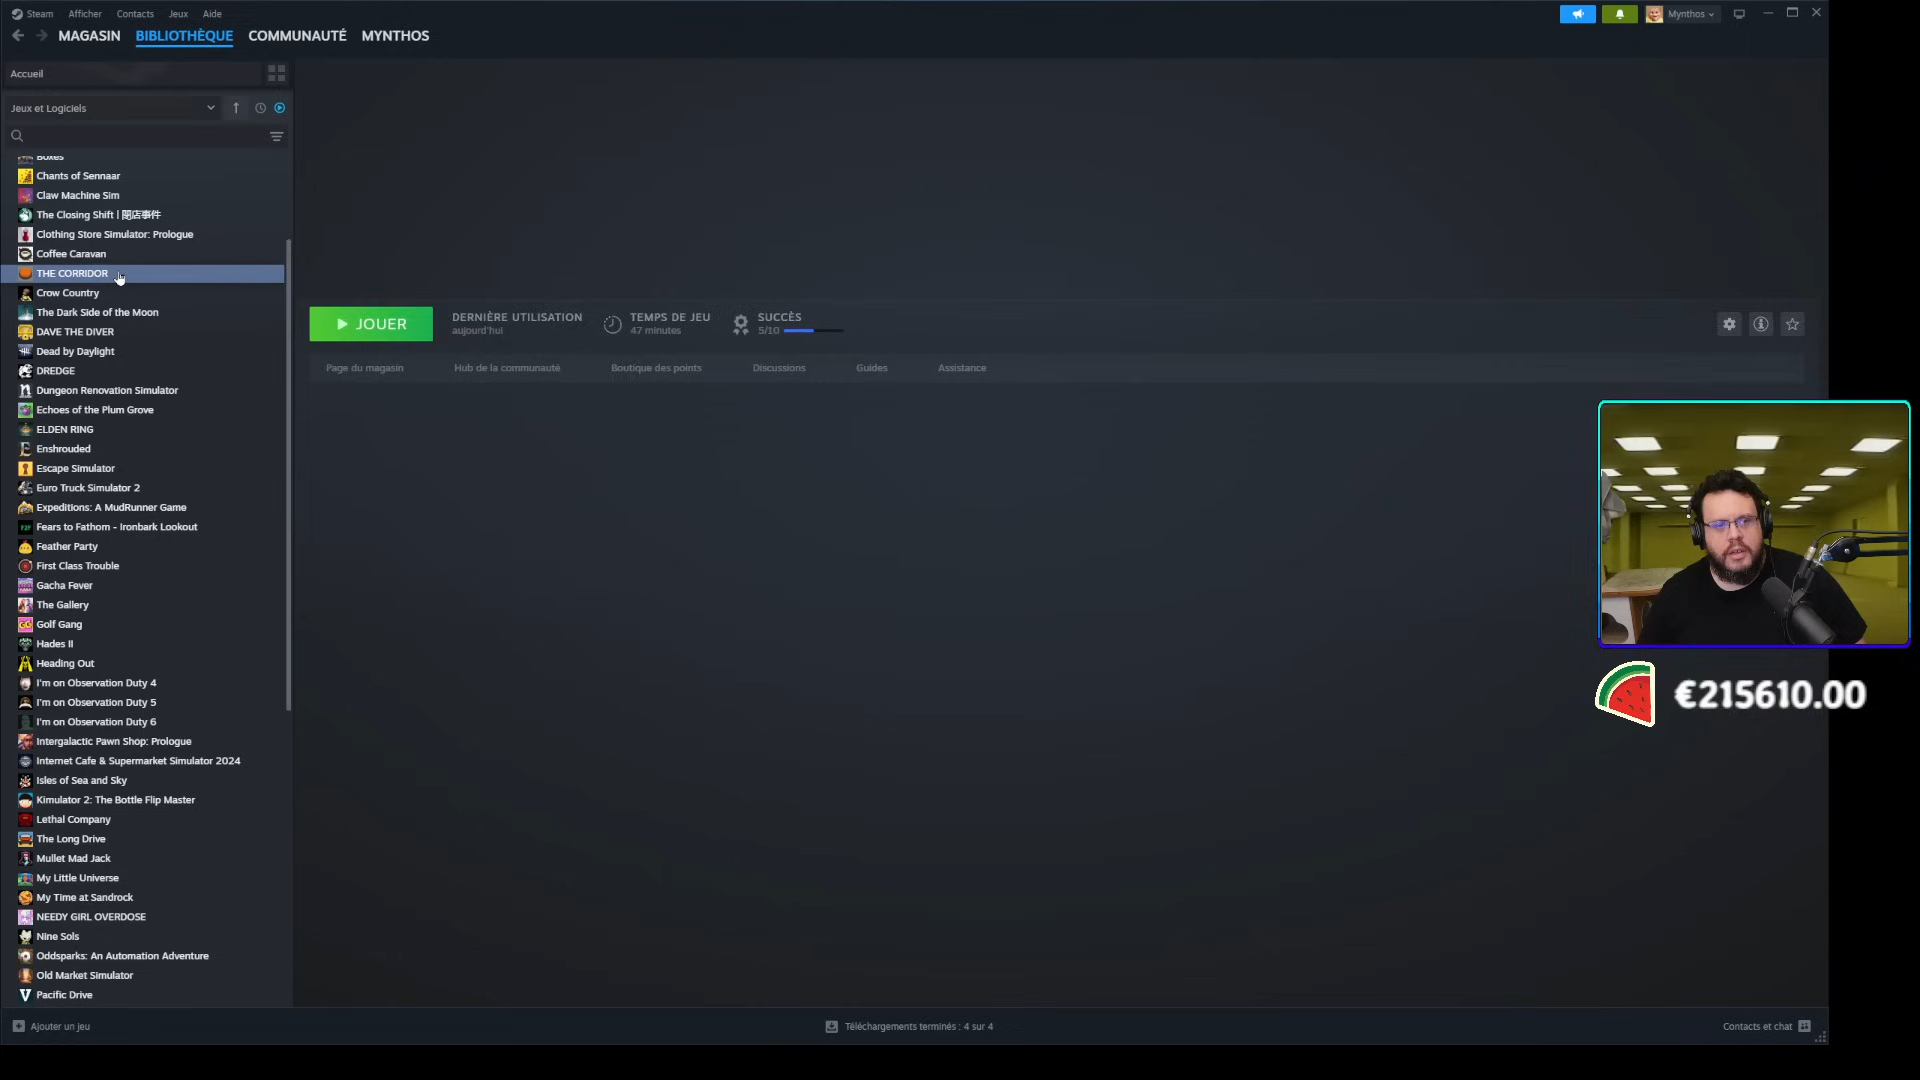 Steam Afficher Contacts Jeux Aide
Mynthos
MAGASIN BIBLIOTHÈQUE COMMUNAUTÉ MYNTHOS
Accueil
Jeux et Logiciels
Boxes
Chants of Sennaar
Claw Machine Sim
The Closing Shift | 閉店事件
Clothing Store Simulator: Prologue
Coffee Caravan
THE CORRIDOR
Crow Country
The Dark Side of the Moon
DAVE THE DIVER
Dead by Daylight
DREDGE
Dungeon Renovation Simulator
Echoes of the Plum Grove
ELDEN RING
Enshrouded
Escape Simulator
Euro Truck Simulator 2
Expeditions: A MudRunner Game
Fears to Fathom - Ironbark Lookout
Feather Party
First Class Trouble
Gacha Fever
The Gallery
Golf Gang
Hades II
Heading Out
I'm on Observation Duty 4
I'm on Observation Duty 5
I'm on Observation Duty 6
Intergalactic Pawn Shop: Prologue
Internet Cafe & Supermarket Simulator 2024
Isles of Sea and Sky
Kimulator 2: The Bottle Flip Master
Lethal Company
The Long Drive
Mullet Mad Jack
My Little Universe
My Time at Sandrock
NEEDY GIRL OVERDOSE
Nine Sols
Oddsparks: An Automation Adventure
Old Market Simulator
Pacific Drive
JOUER
DERNIÈRE UTILISATION
aujourd'hui
TEMPS DE JEU
47 minutes
SUCCÈS
5/10
Page du magasin Hub de la communauté Boutique des points Discussions Guides Assistance
€215610.00
Ajouter un jeu
Téléchargements terminés : 4 sur 4
Contacts et chat